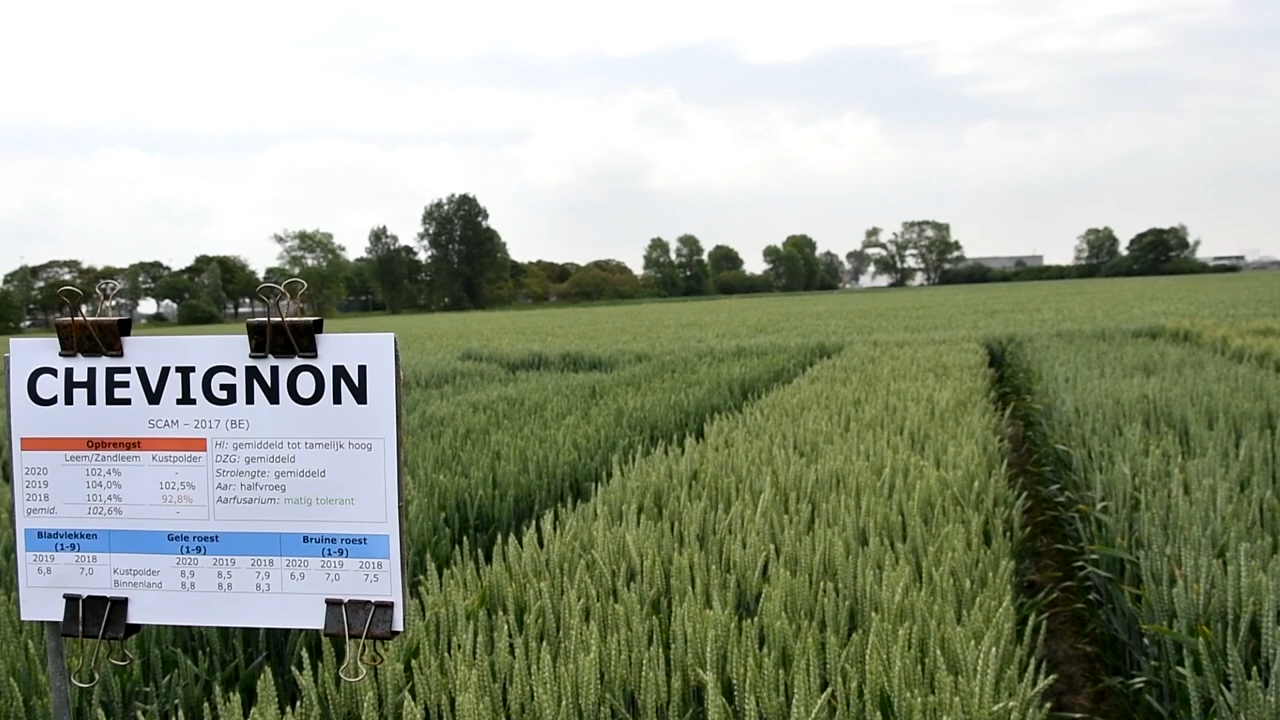 CHEVIGNON
SCAM – 2017 (BE)
Opbrengst
Leem/Zandleem Kustpolder
2020 102,4% -
2019 104,0% 102,5%
2018 101,4% 92,8%
gemid. 102,6% -
Hl: gemiddeld tot tamelijk hoog
DZG: gemiddeld
Strolengte: gemiddeld
Aar: halfvroeg
Aarfusarium: matig tolerant
Bladvlekken Gele roest Bruine roest
(1-9) (1-9) (1-9)
2019 2018 2020 2019 2018 2020 2019 2018
6,8 7,0 Kustpolder 8,9 8,5 7,9 6,9 7,0 7,5
Binnenland 8,8 8,8 8,3